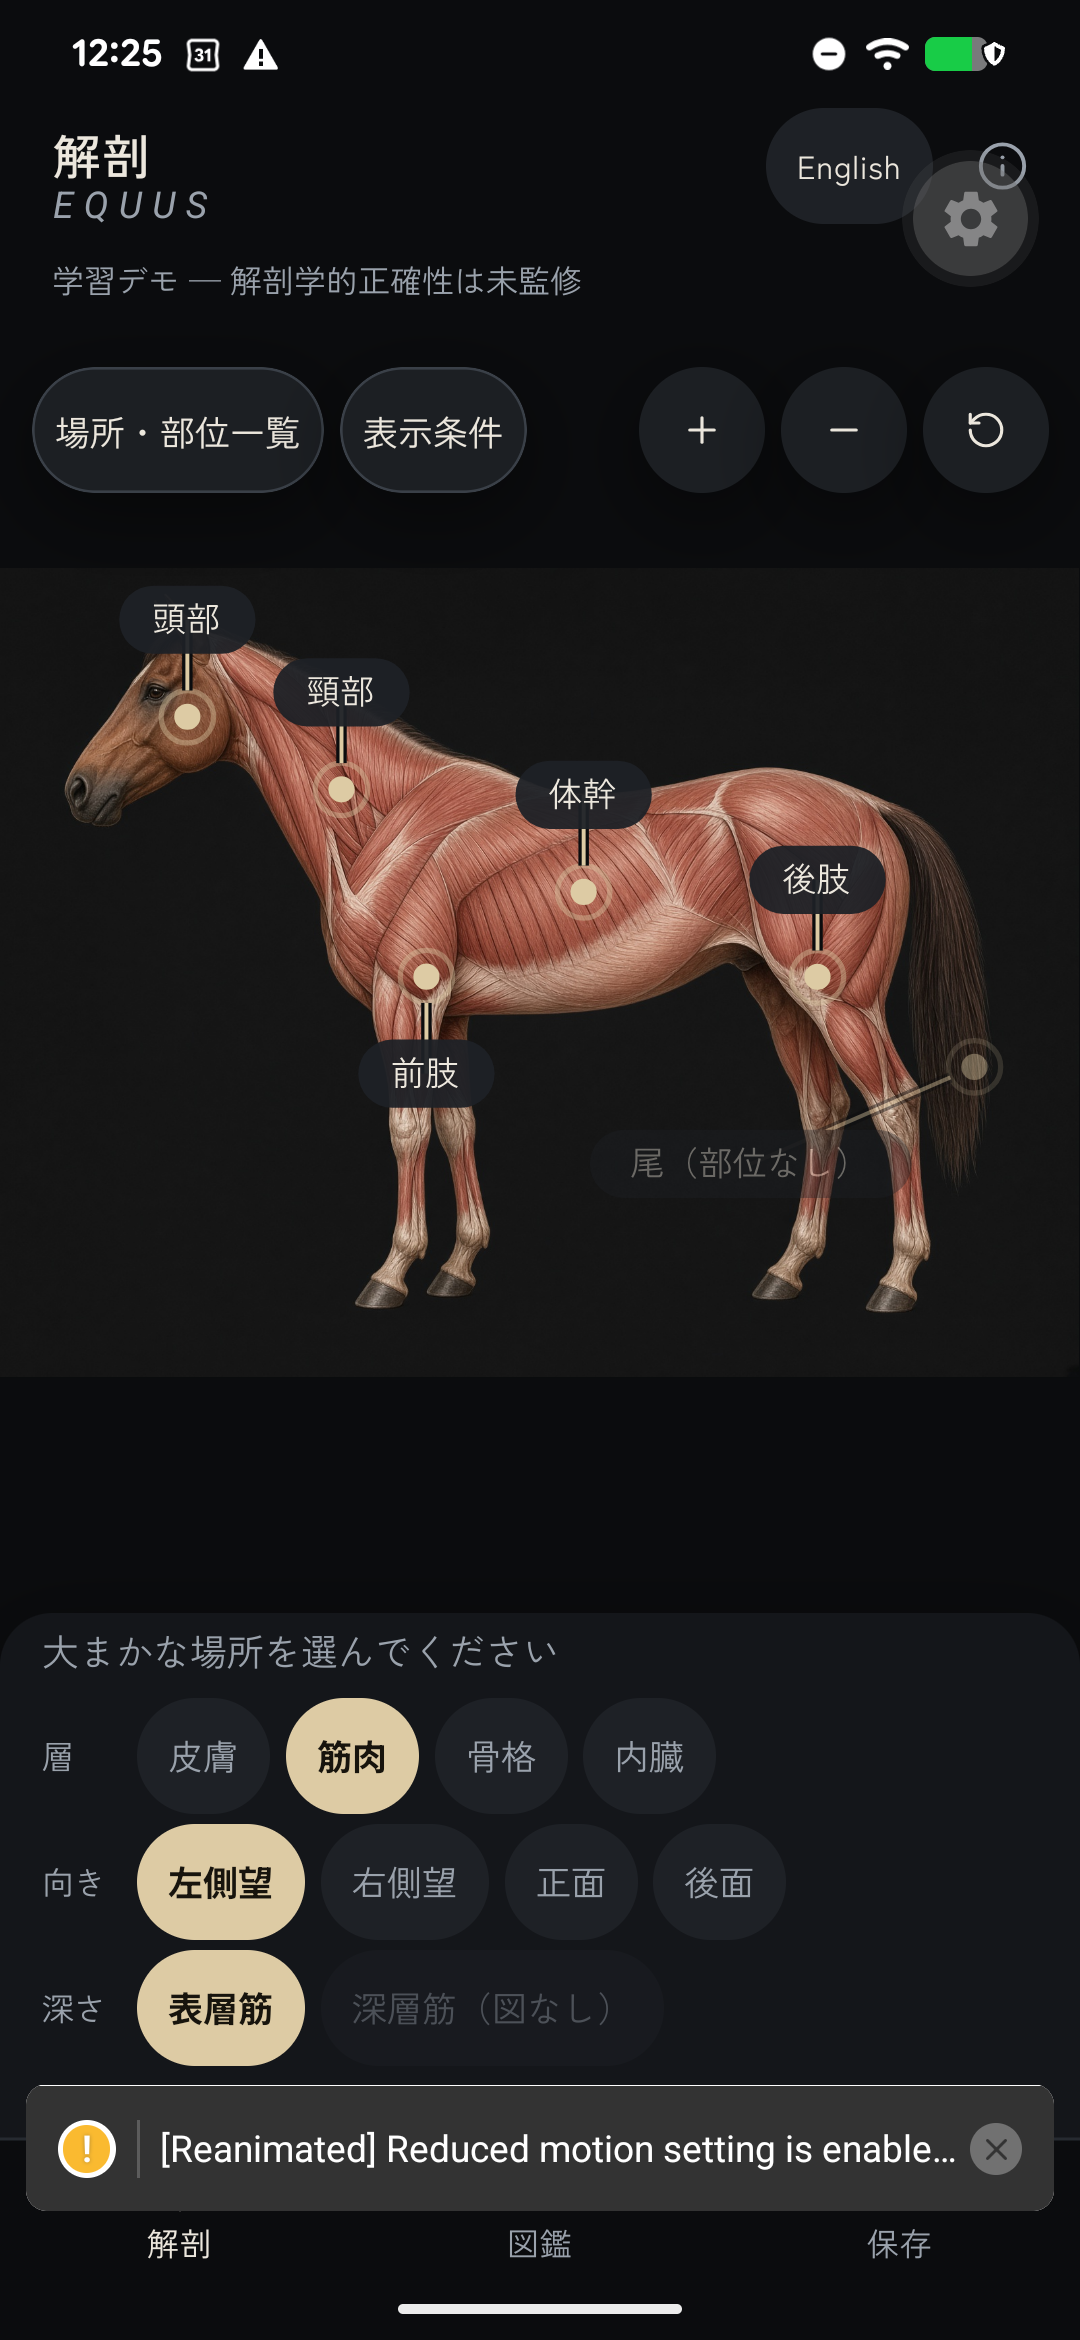 12:25
31
解剖
EQUUS
English
学習デモ — 解剖学的正確性は未監修
場所・部位一覧
表示条件
頭部
頸部
体幹
後肢
前肢
尾（部位なし）
大まかな場所を選んでください
層
皮膚
筋肉
骨格
内臓
向き
左側望
右側望
正面
後面
深さ
表層筋
深層筋（図なし）
[Reanimated] Reduced motion setting is enable...
解剖
図鑑
保存